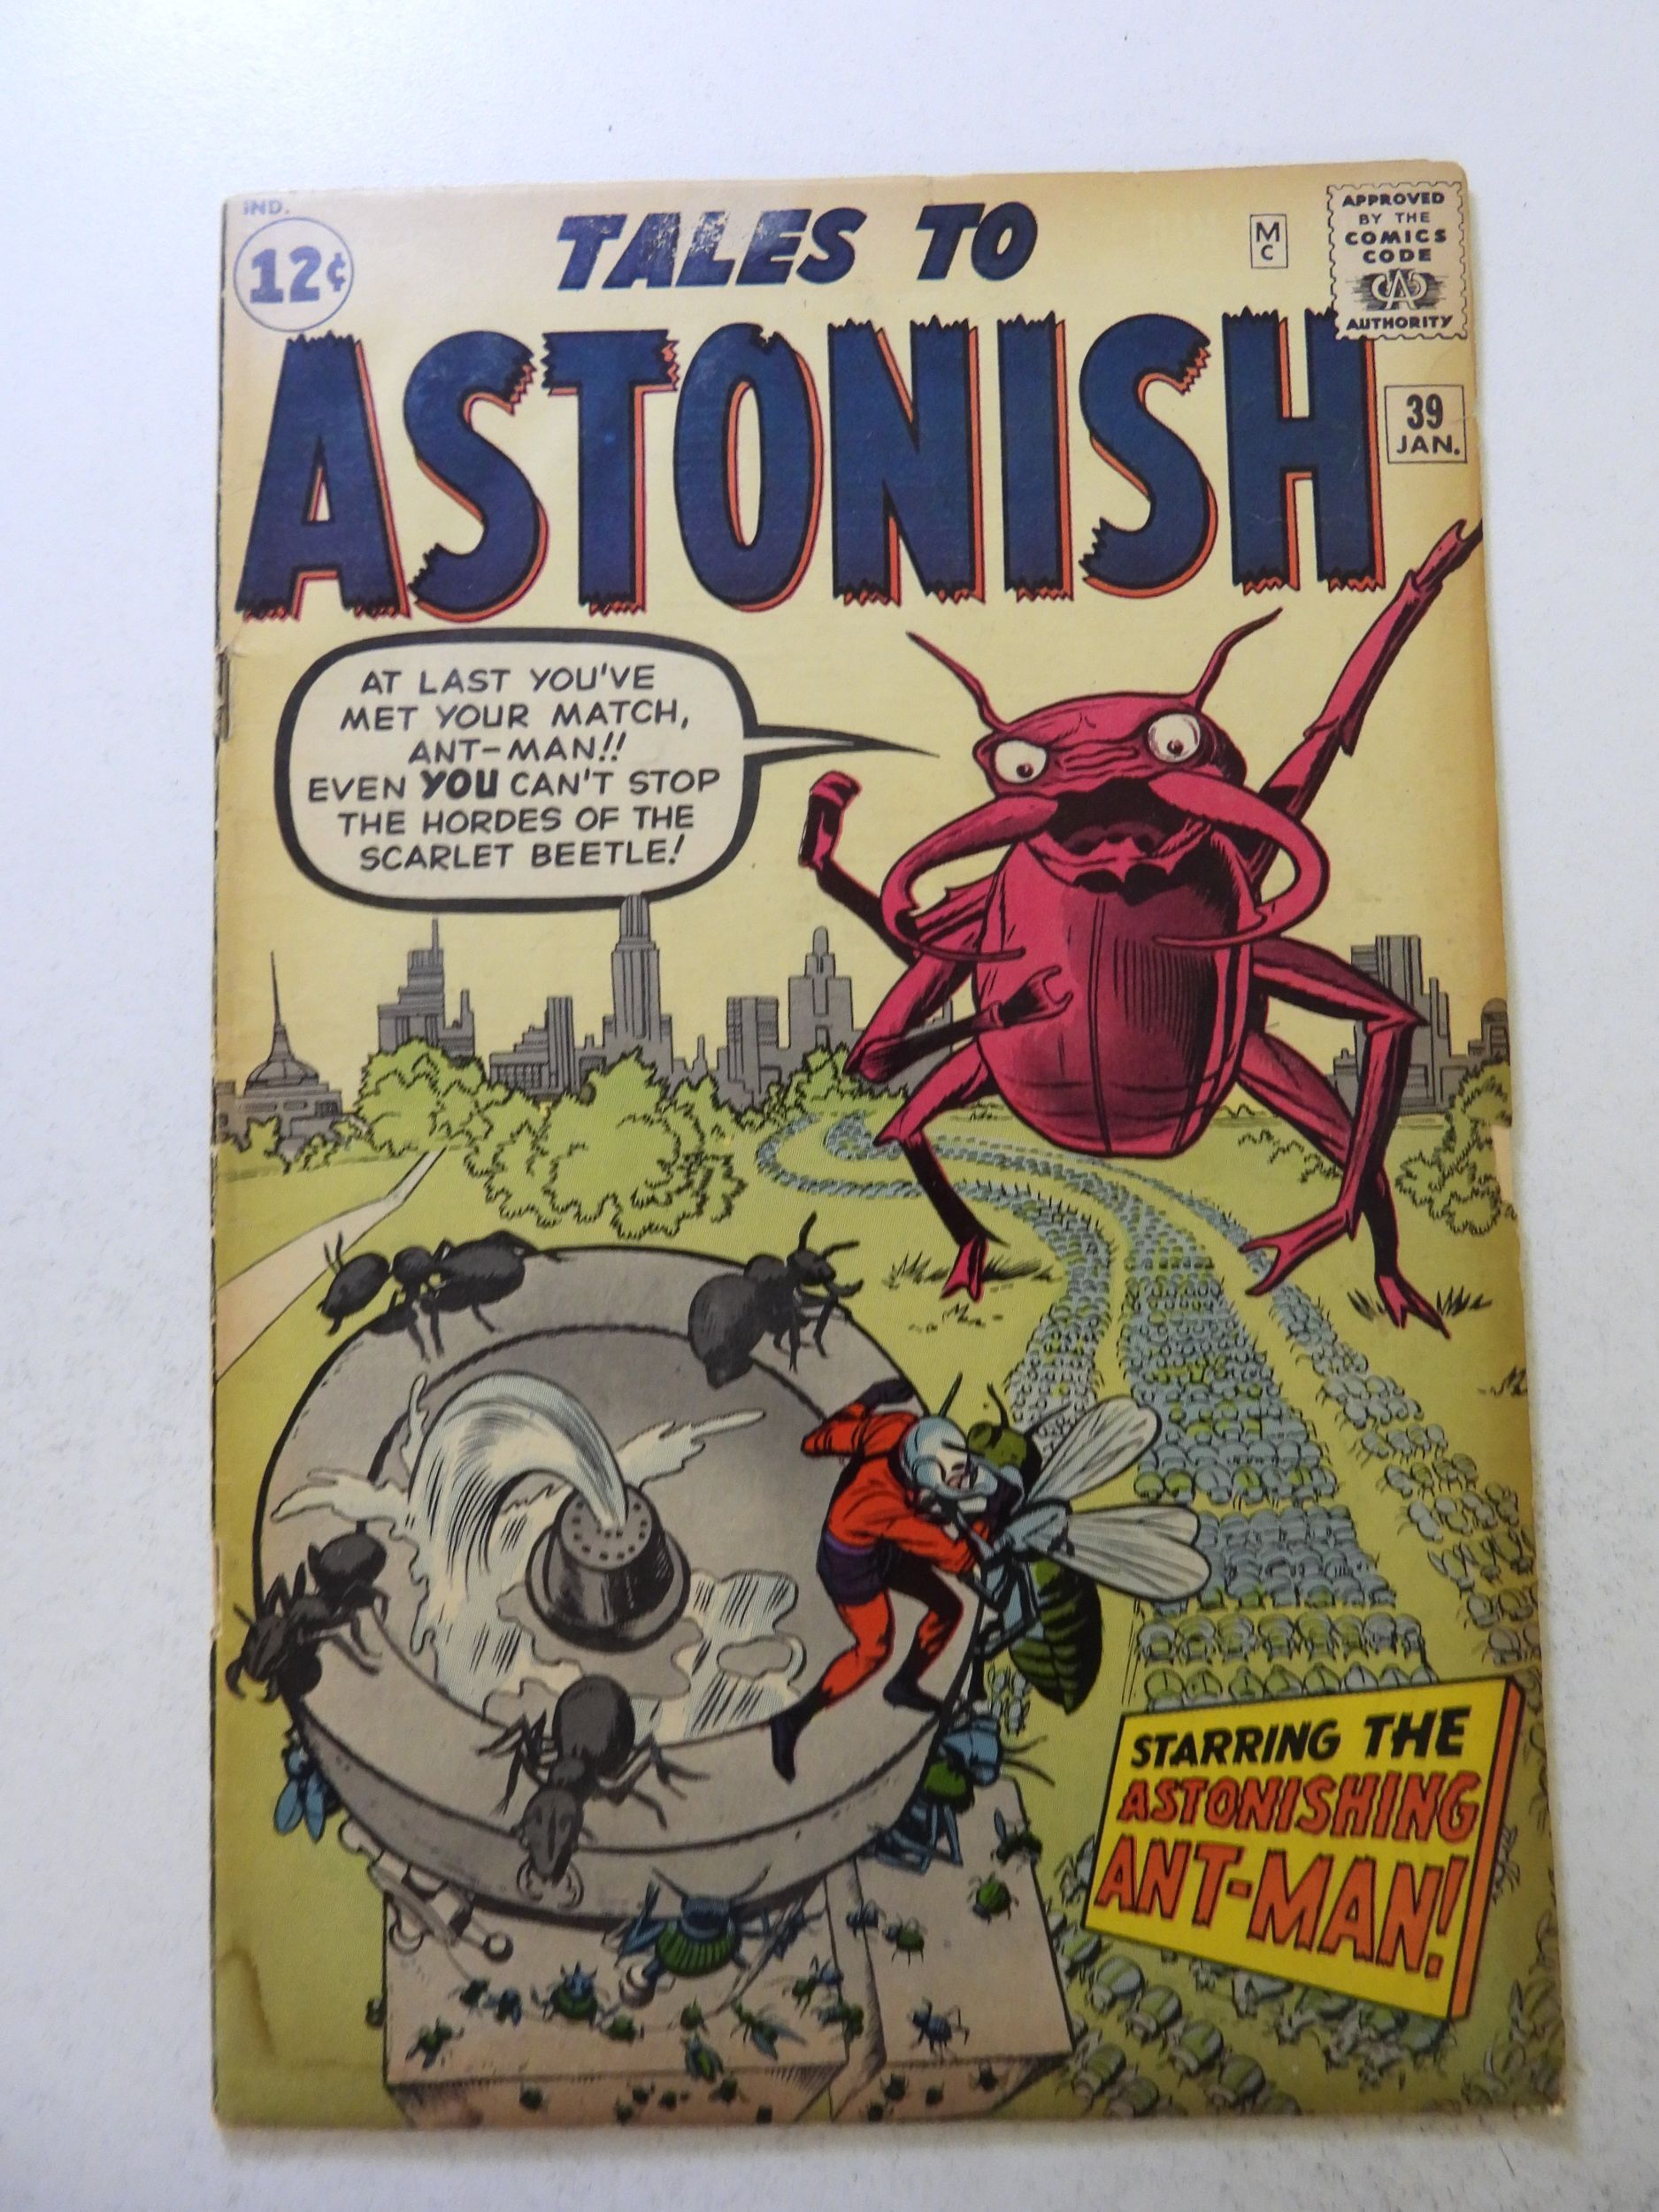 IND.
12¢
TALES TO
ASTONISH
M
C
APPROVED
BY THE
COMICS
CODE
CA
AUTHORITY
39
JAN.
AT LAST YOU'VE
MET YOUR MATCH,
ANT-MAN!!
EVEN YOU CAN'T STOP
THE HORDES OF THE
SCARLET BEETLE!
STARRING THE
ASTONISHING
ANT-MAN!